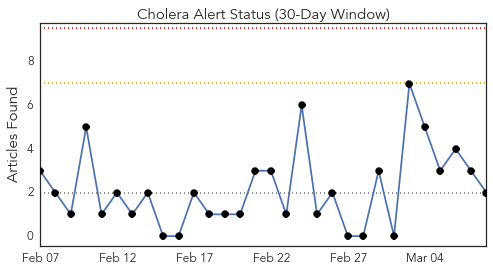 Cholera Alert Status (30-Day Window)
Articles Found
8
6
4
2
0
Feb 07 Feb 12 Feb 17 Feb 22 Feb 27 Mar 04